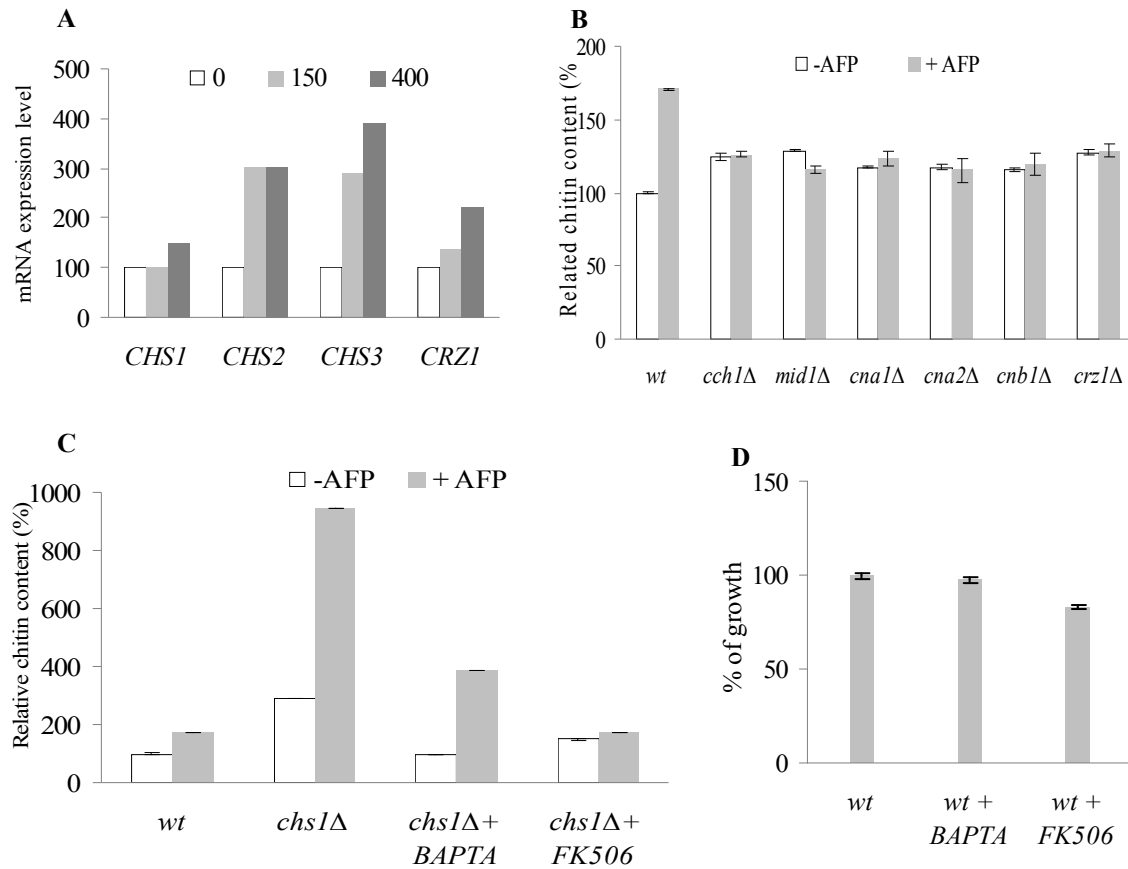 A
mRNA expression level
500
400
300
200
100
0
0 150 400
CHS1 CHS2 CHS3 CRZ1
B
Related chitin content (%
200
150
100
50
0
-AFP + AFP
wt cch1Δ mid1Δ cna1Δ cna2Δ cnb1Δ crz1Δ
C
Relative chitin content (%)
1000
800
600
400
200
0
-AFP + AFP
wt chs1Δ chs1Δ+ chs1Δ+
BAPTA FK506
D
% of growth
150
100
50
0
wt wt + wt +
BAPTA FK506